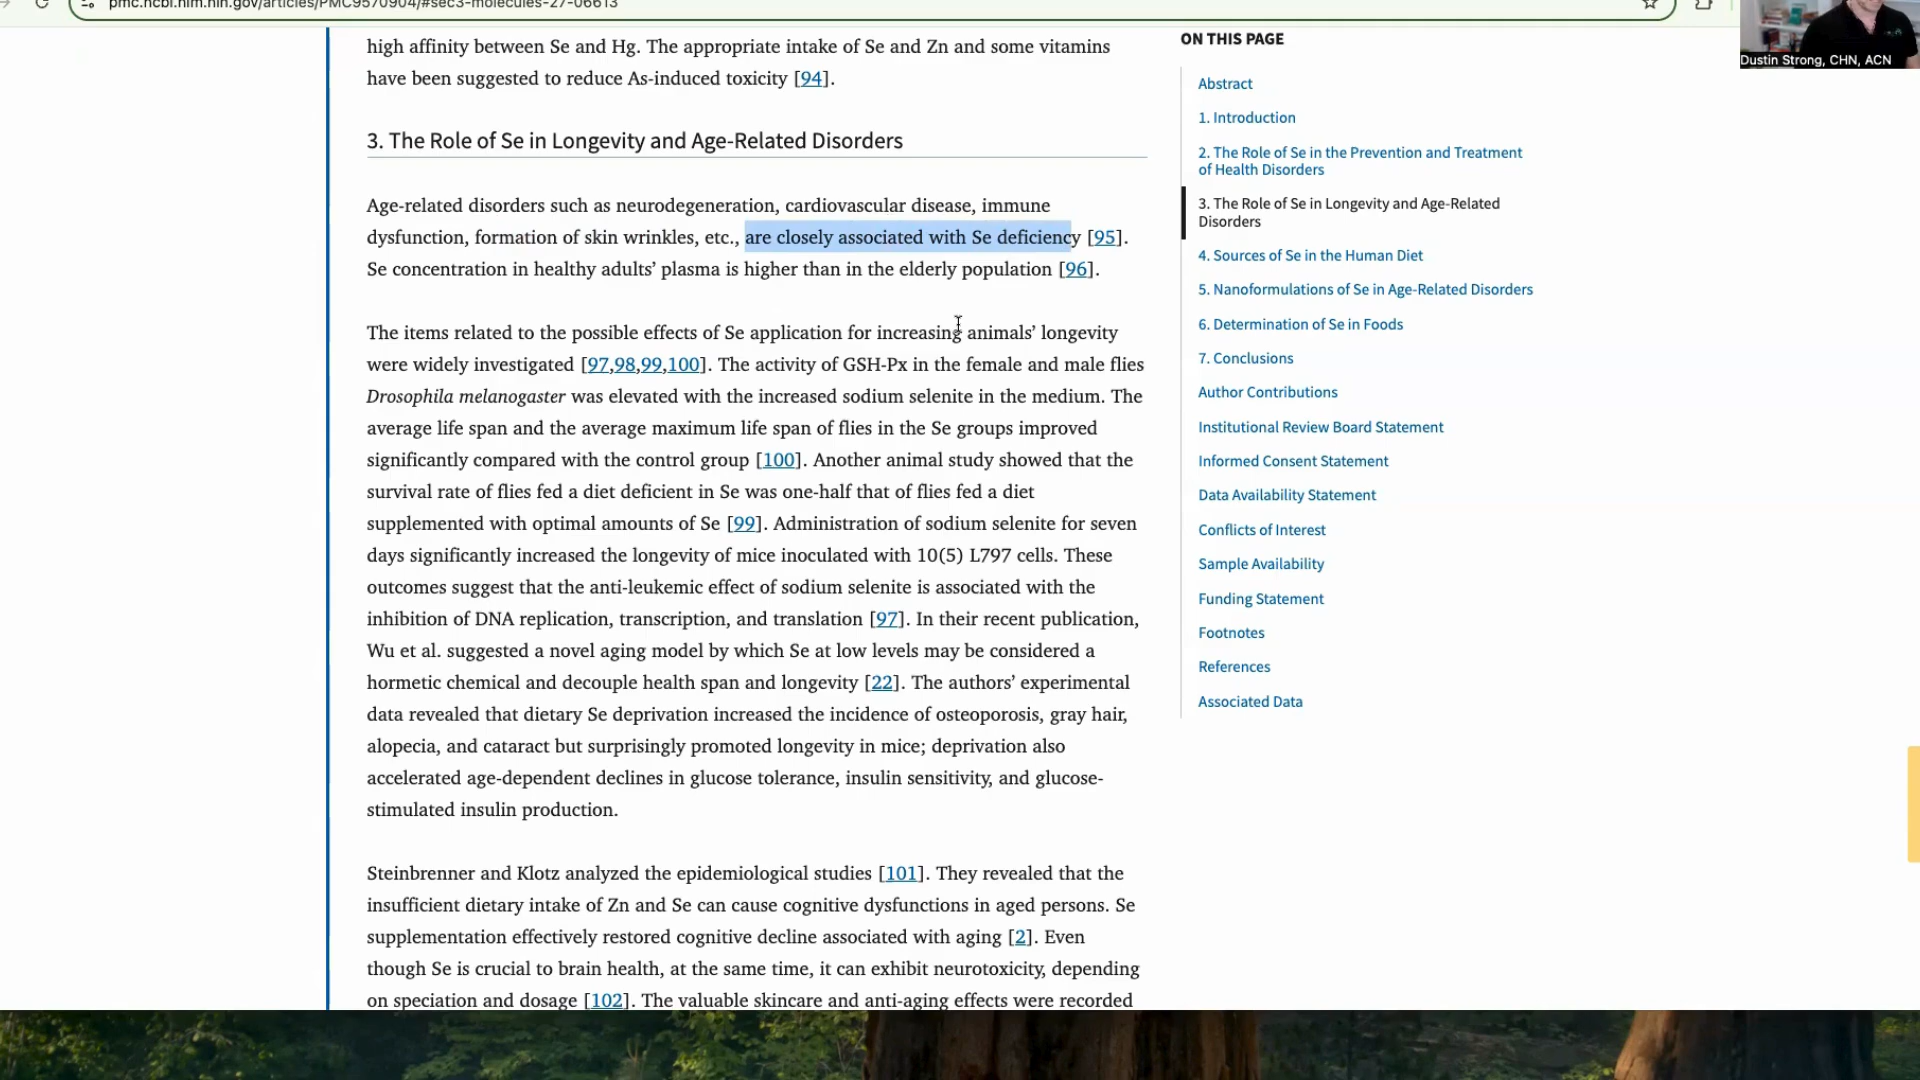 pmc.ncbi.nlm.nih.gov/articles/PMC9570904/#sec3-molecules-27-06613
Dustin Strong, CHN, ACN
high affinity between Se and Hg. The appropriate intake of Se and Zn and some vitamins
have been suggested to reduce As-induced toxicity [94].
3. The Role of Se in Longevity and Age-Related Disorders
Age-related disorders such as neurodegeneration, cardiovascular disease, immune
dysfunction, formation of skin wrinkles, etc., are closely associated with Se deficiency [95].
Se concentration in healthy adults’ plasma is higher than in the elderly population [96].
The items related to the possible effects of Se application for increasing animals’ longevity
were widely investigated [97,98,99,100]. The activity of GSH-Px in the female and male flies
Drosophila melanogaster was elevated with the increased sodium selenite in the medium. The
average life span and the average maximum life span of flies in the Se groups improved
significantly compared with the control group [100]. Another animal study showed that the
survival rate of flies fed a diet deficient in Se was one-half that of flies fed a diet
supplemented with optimal amounts of Se [99]. Administration of sodium selenite for seven
days significantly increased the longevity of mice inoculated with 10(5) L797 cells. These
outcomes suggest that the anti-leukemic effect of sodium selenite is associated with the
inhibition of DNA replication, transcription, and translation [97]. In their recent publication,
Wu et al. suggested a novel aging model by which Se at low levels may be considered a
hormetic chemical and decouple health span and longevity [22]. The authors’ experimental
data revealed that dietary Se deprivation increased the incidence of osteoporosis, gray hair,
alopecia, and cataract but surprisingly promoted longevity in mice; deprivation also
accelerated age-dependent declines in glucose tolerance, insulin sensitivity, and glucose-
stimulated insulin production.
Steinbrenner and Klotz analyzed the epidemiological studies [101]. They revealed that the
insufficient dietary intake of Zn and Se can cause cognitive dysfunctions in aged persons. Se
supplementation effectively restored cognitive decline associated with aging [2]. Even
though Se is crucial to brain health, at the same time, it can exhibit neurotoxicity, depending
on speciation and dosage [102]. The valuable skincare and anti-aging effects were recorded
ON THIS PAGE
Abstract
1. Introduction
2. The Role of Se in the Prevention and Treatment
of Health Disorders
3. The Role of Se in Longevity and Age-Related
Disorders
4. Sources of Se in the Human Diet
5. Nanoformulations of Se in Age-Related Disorders
6. Determination of Se in Foods
7. Conclusions
Author Contributions
Institutional Review Board Statement
Informed Consent Statement
Data Availability Statement
Conflicts of Interest
Sample Availability
Funding Statement
Footnotes
References
Associated Data